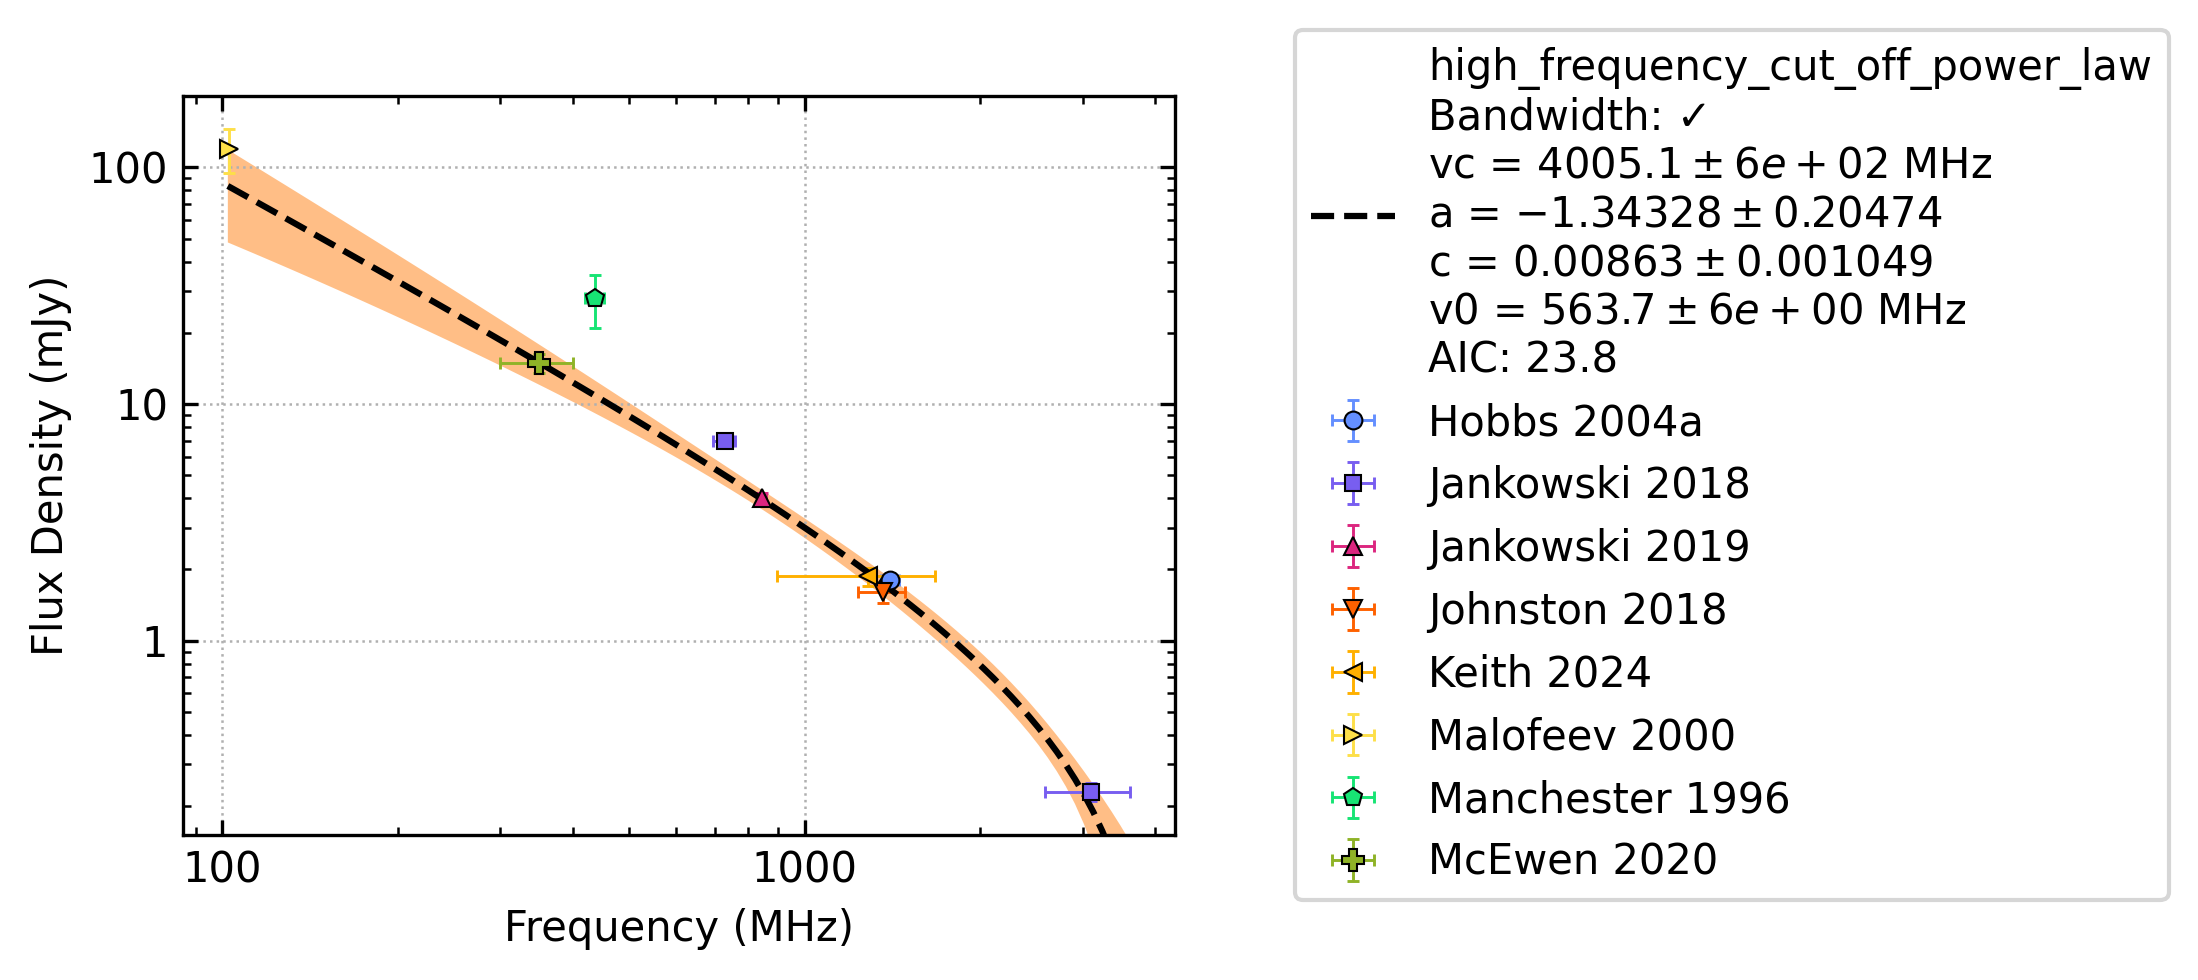 100
10
1
Flux Density (mJy)
100
1000
Frequency (MHz)
high_frequency_cut_off_power_law
Bandwidth: ✓
vc = 4005.1 ± 6e + 02 MHz
a = −1.34328 ± 0.20474
c = 0.00863 ± 0.001049
v0 = 563.7 ± 6e + 00 MHz
AIC: 23.8
Hobbs 2004a
Jankowski 2018
Jankowski 2019
Johnston 2018
Keith 2024
Malofeev 2000
Manchester 1996
McEwen 2020